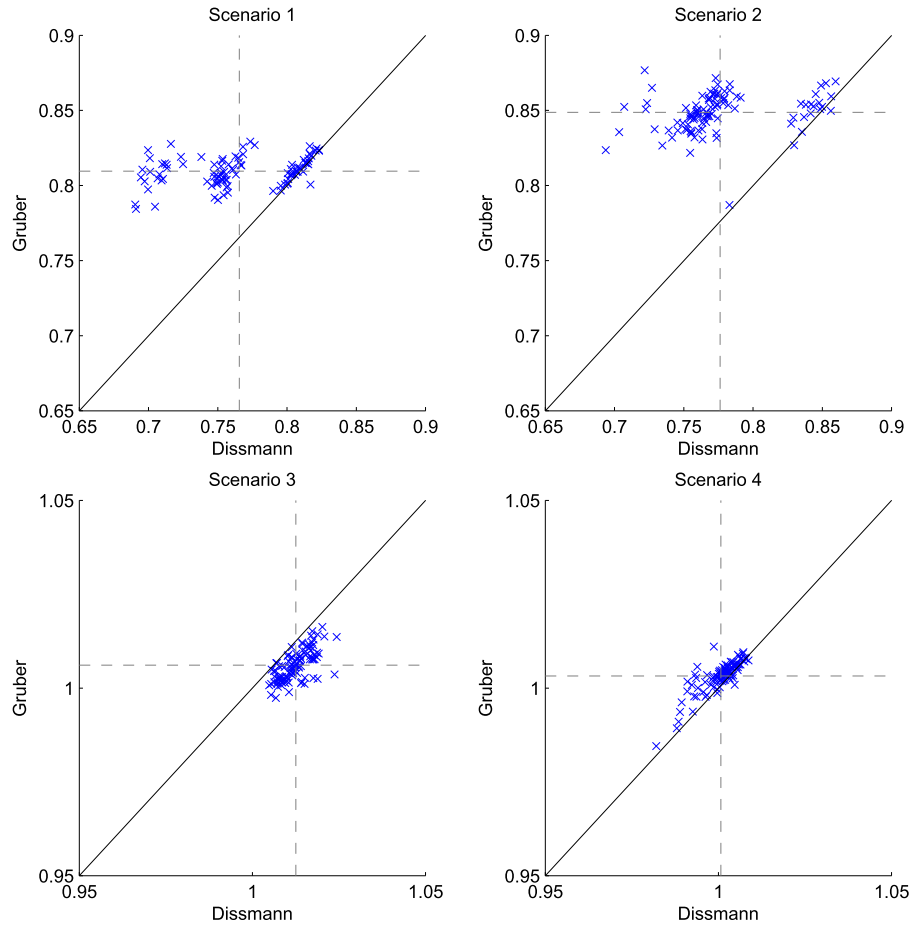 Scenario 1
0.9
0.85
0.8
0.75
0.7
0.65
Gruber
0.65 0.7 0.75 0.8 0.85 0.9
Dissmann
Scenario 2
0.9
0.85
0.8
0.75
0.7
0.65
Gruber
0.65 0.7 0.75 0.8 0.85 0.9
Dissmann
Scenario 3
1.05
1
0.95
Gruber
0.95 1 1.05
Dissmann
Scenario 4
1.05
1
0.95
Gruber
0.95 1 1.05
Dissmann